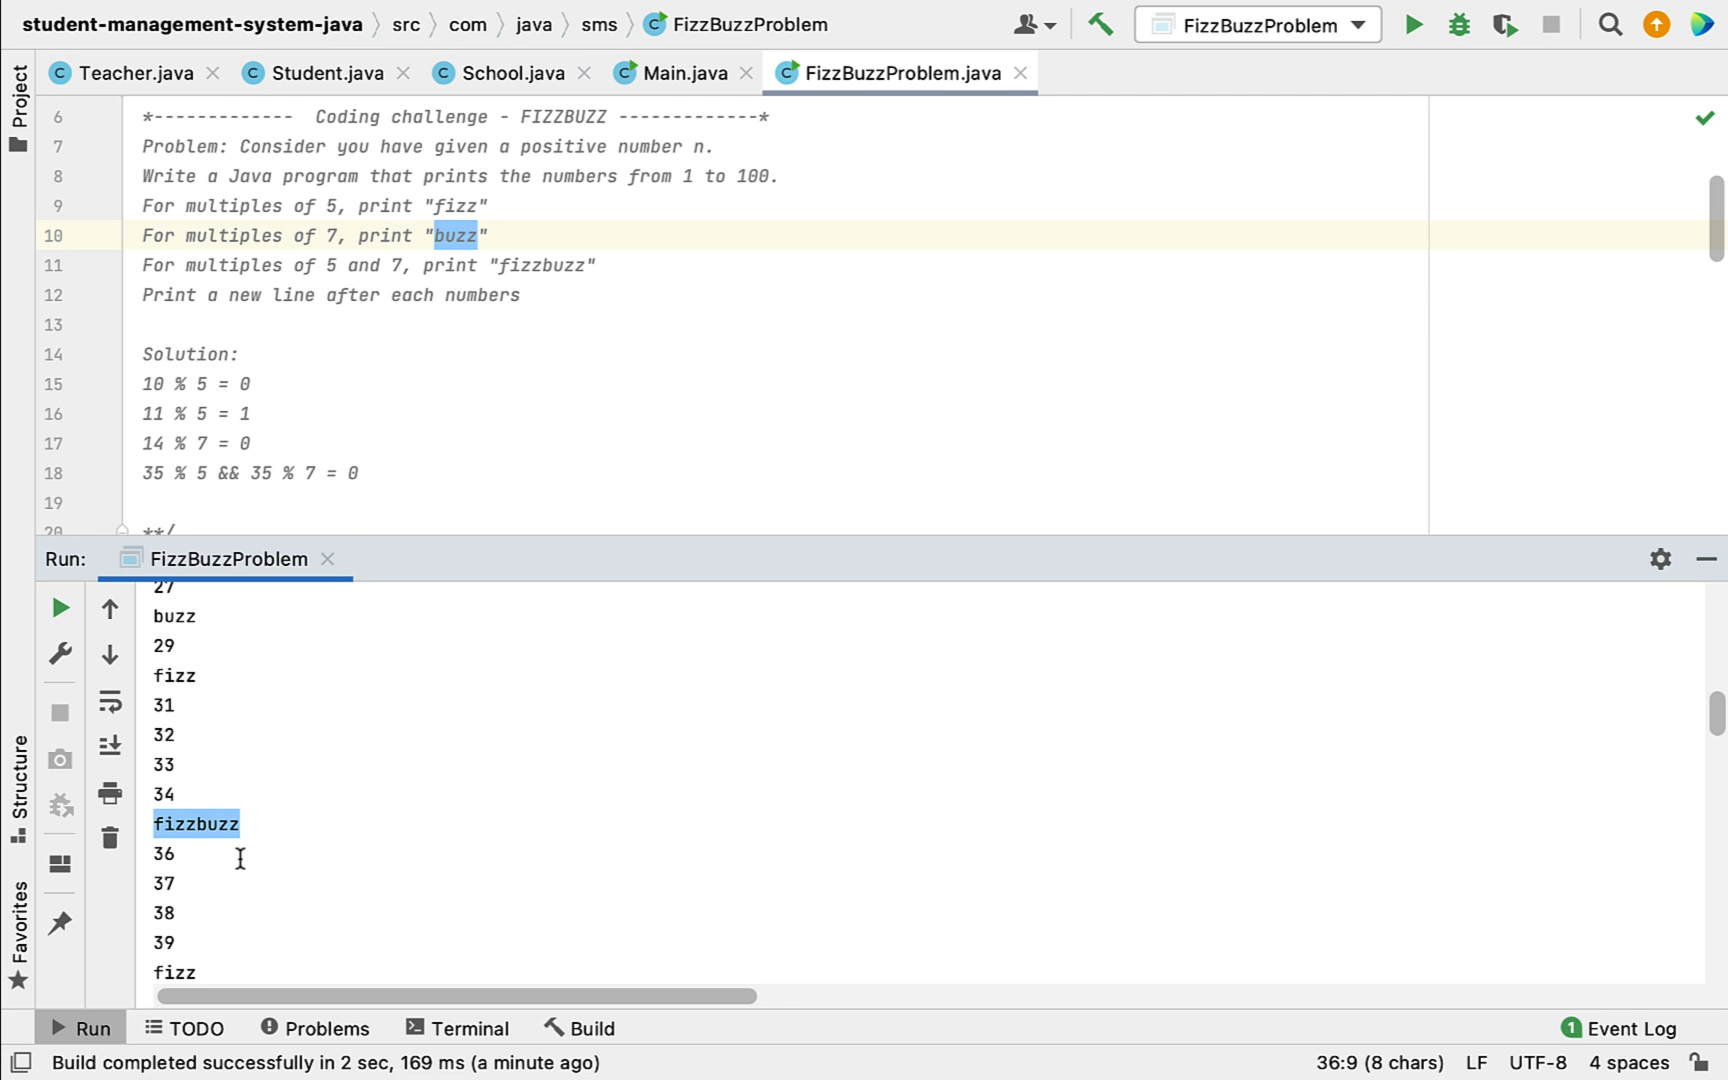 student-management-system-java > src > com > java > sms > FizzBuzzProblem
FizzBuzzProblem
Teacher.java
Student.java
School.java
Main.java
FizzBuzzProblem.java
Project
6 *------------- Coding challenge - FIZZBUZZ -------------*
7 Problem: Consider you have given a positive number n.
8 Write a Java program that prints the numbers from 1 to 100.
9 For multiples of 5, print "fizz"
10 For multiples of 7, print "buzz"
11 For multiples of 5 and 7, print "fizzbuzz"
12 Print a new line after each numbers
13
14 Solution:
15 10 % 5 = 0
16 11 % 5 = 1
17 14 % 7 = 0
18 35 % 5 && 35 % 7 = 0
19
20 **/
Run: FizzBuzzProblem
27
buzz
29
fizz
31
32
33
34
fizzbuzz
36
37
38
39
fizz
Structure
Favorites
Run
TODO
Problems
Terminal
Build
1 Event Log
Build completed successfully in 2 sec, 169 ms (a minute ago)
36:9 (8 chars)
LF
UTF-8
4 spaces